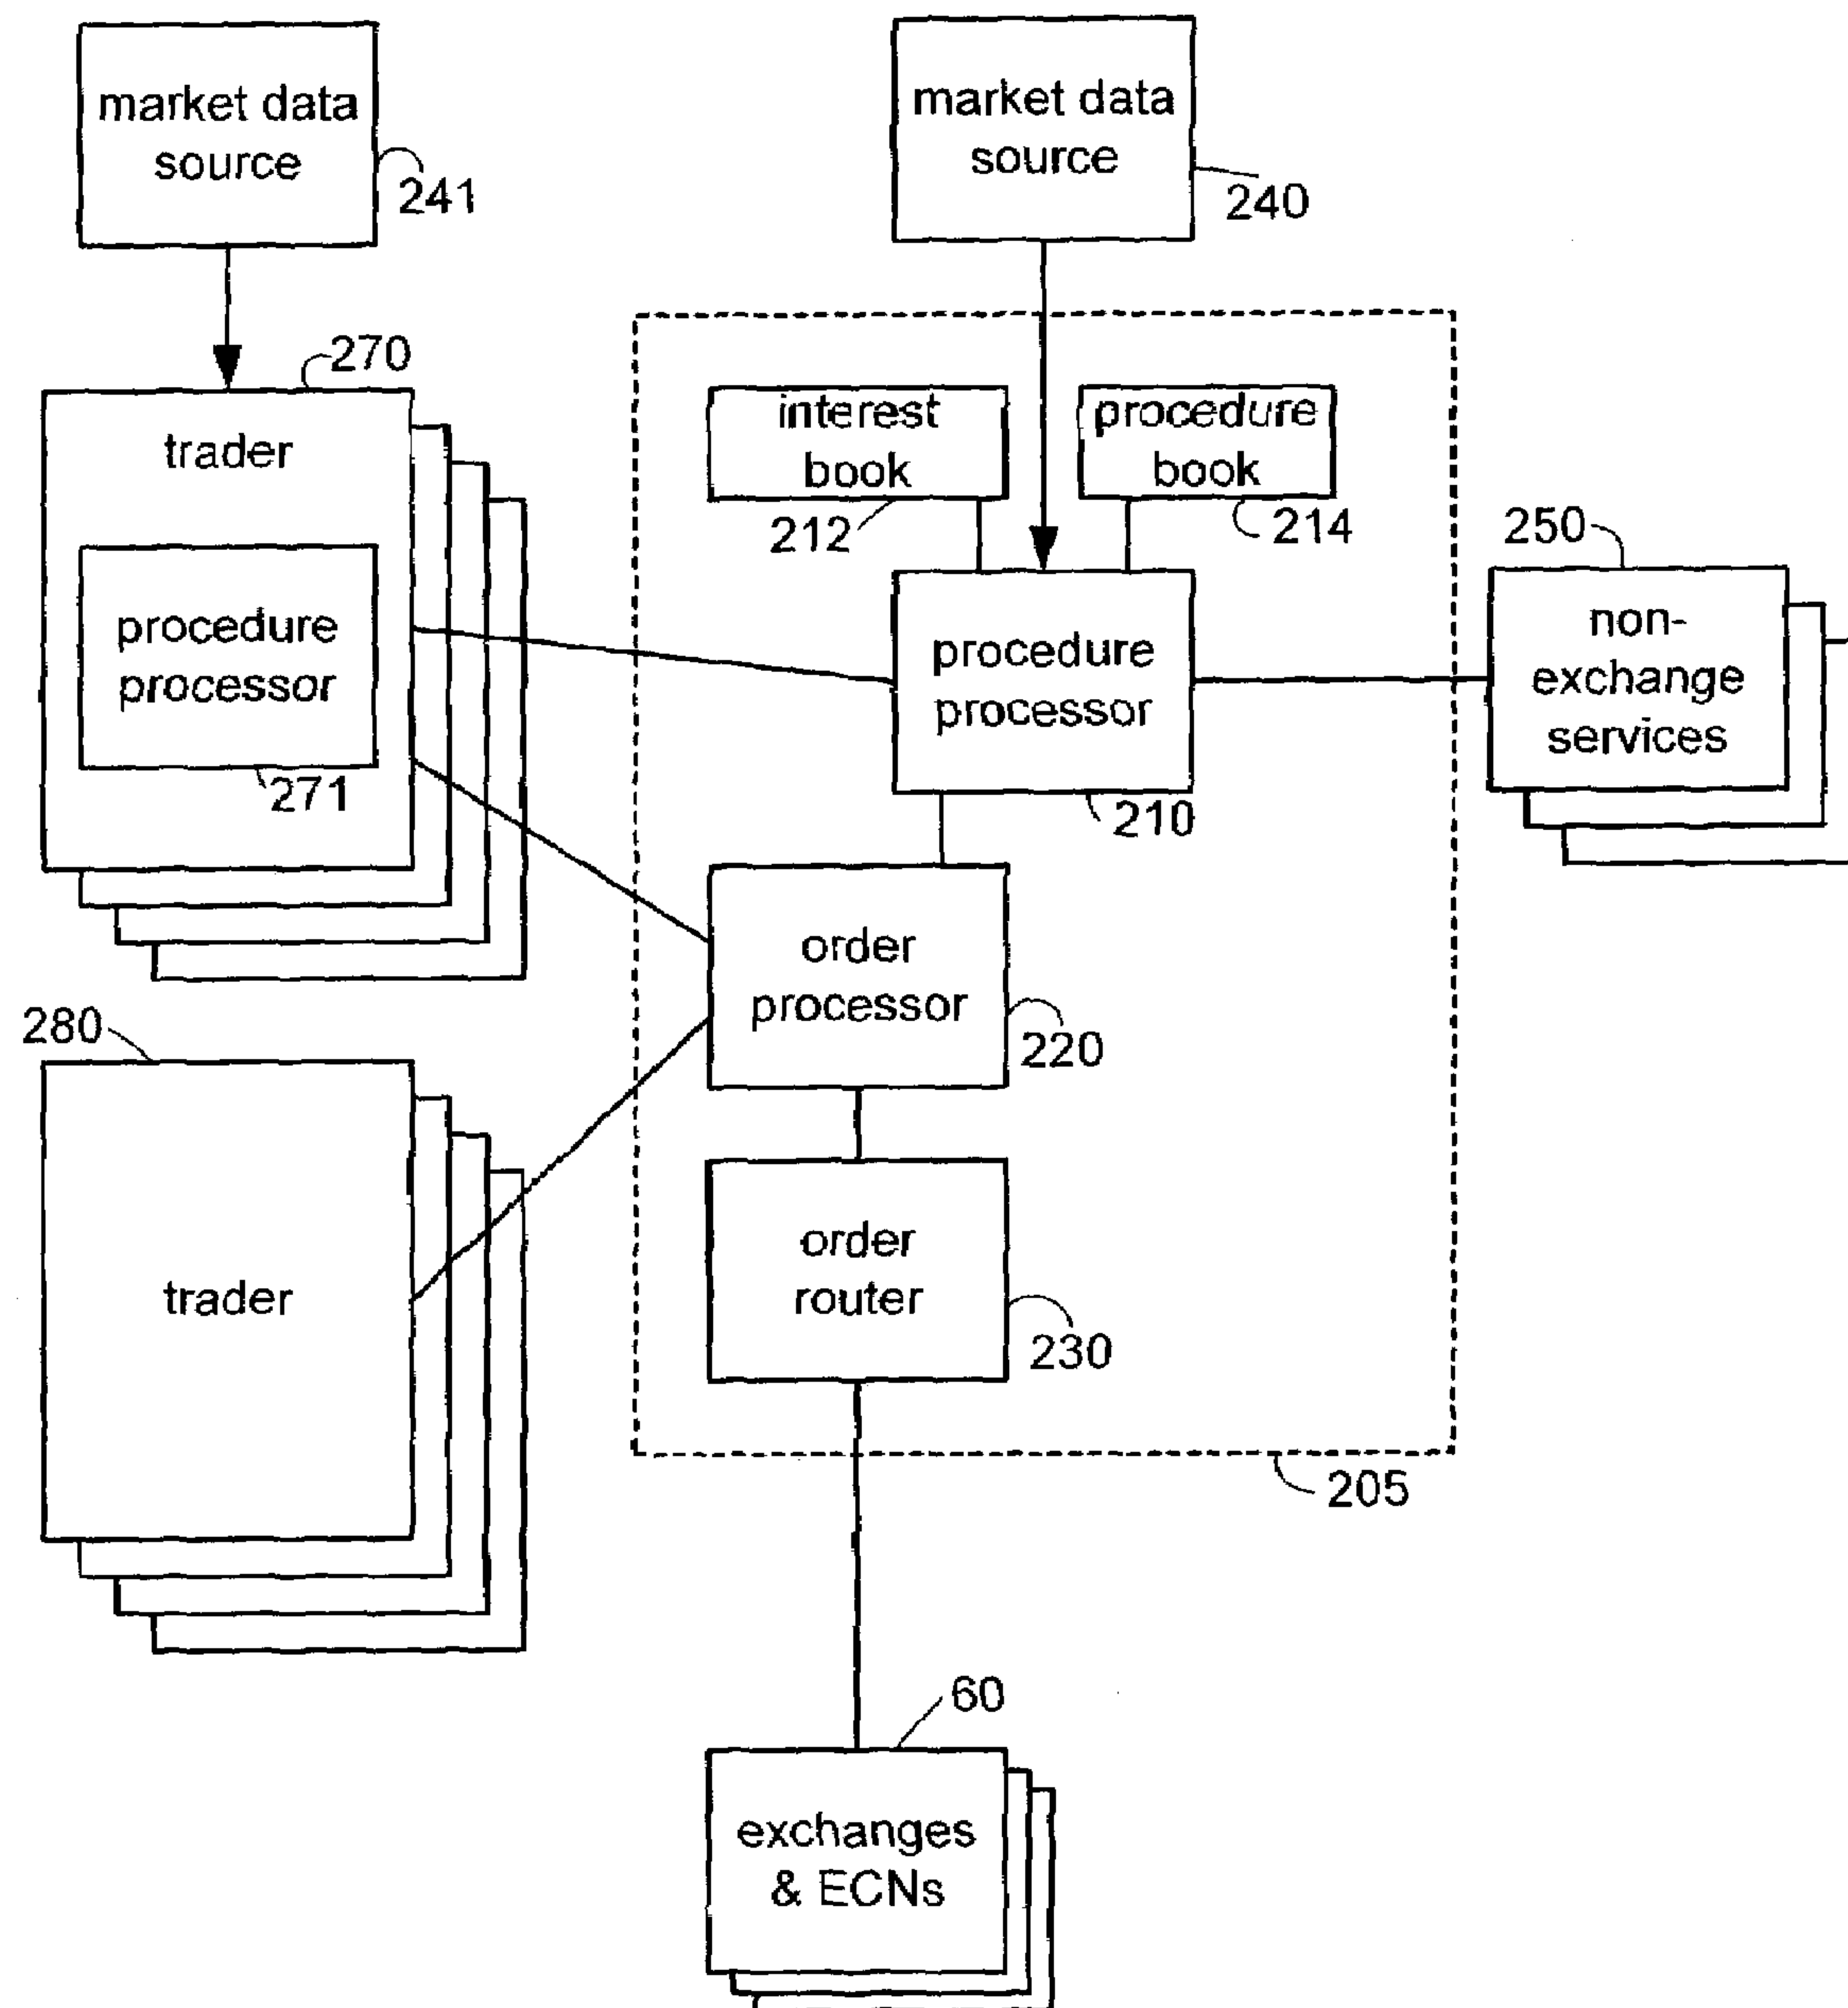 market data
source
241
market data
source
240
270
trader
procedure
processor
271
interest
book
212
procedure
book
214
procedure
processor
210
250
non-
exchange
services
order
processor
220
280
trader
order
router
230
205
60
exchanges
& ECNs